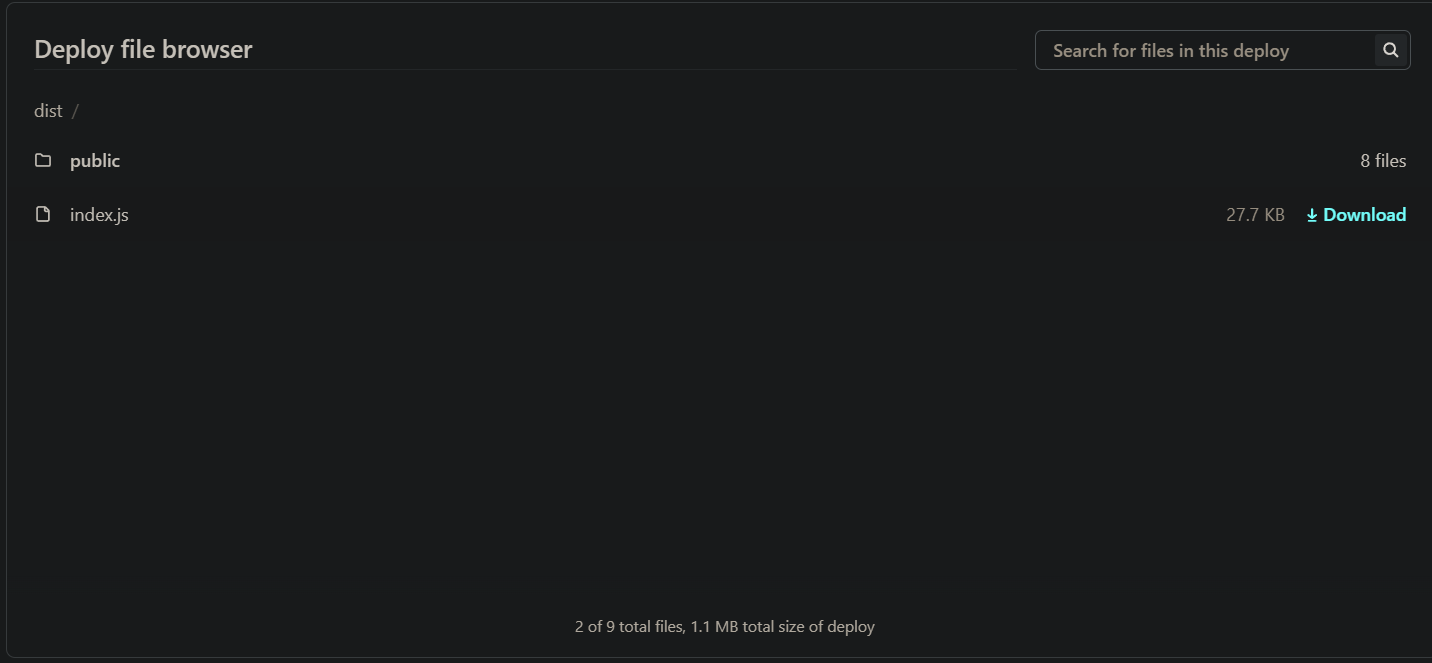 Deploy file browser
Search for files in this deploy
dist /
public 8 files
index.js 27.7 KB Download
2 of 9 total files, 1.1 MB total size of deploy